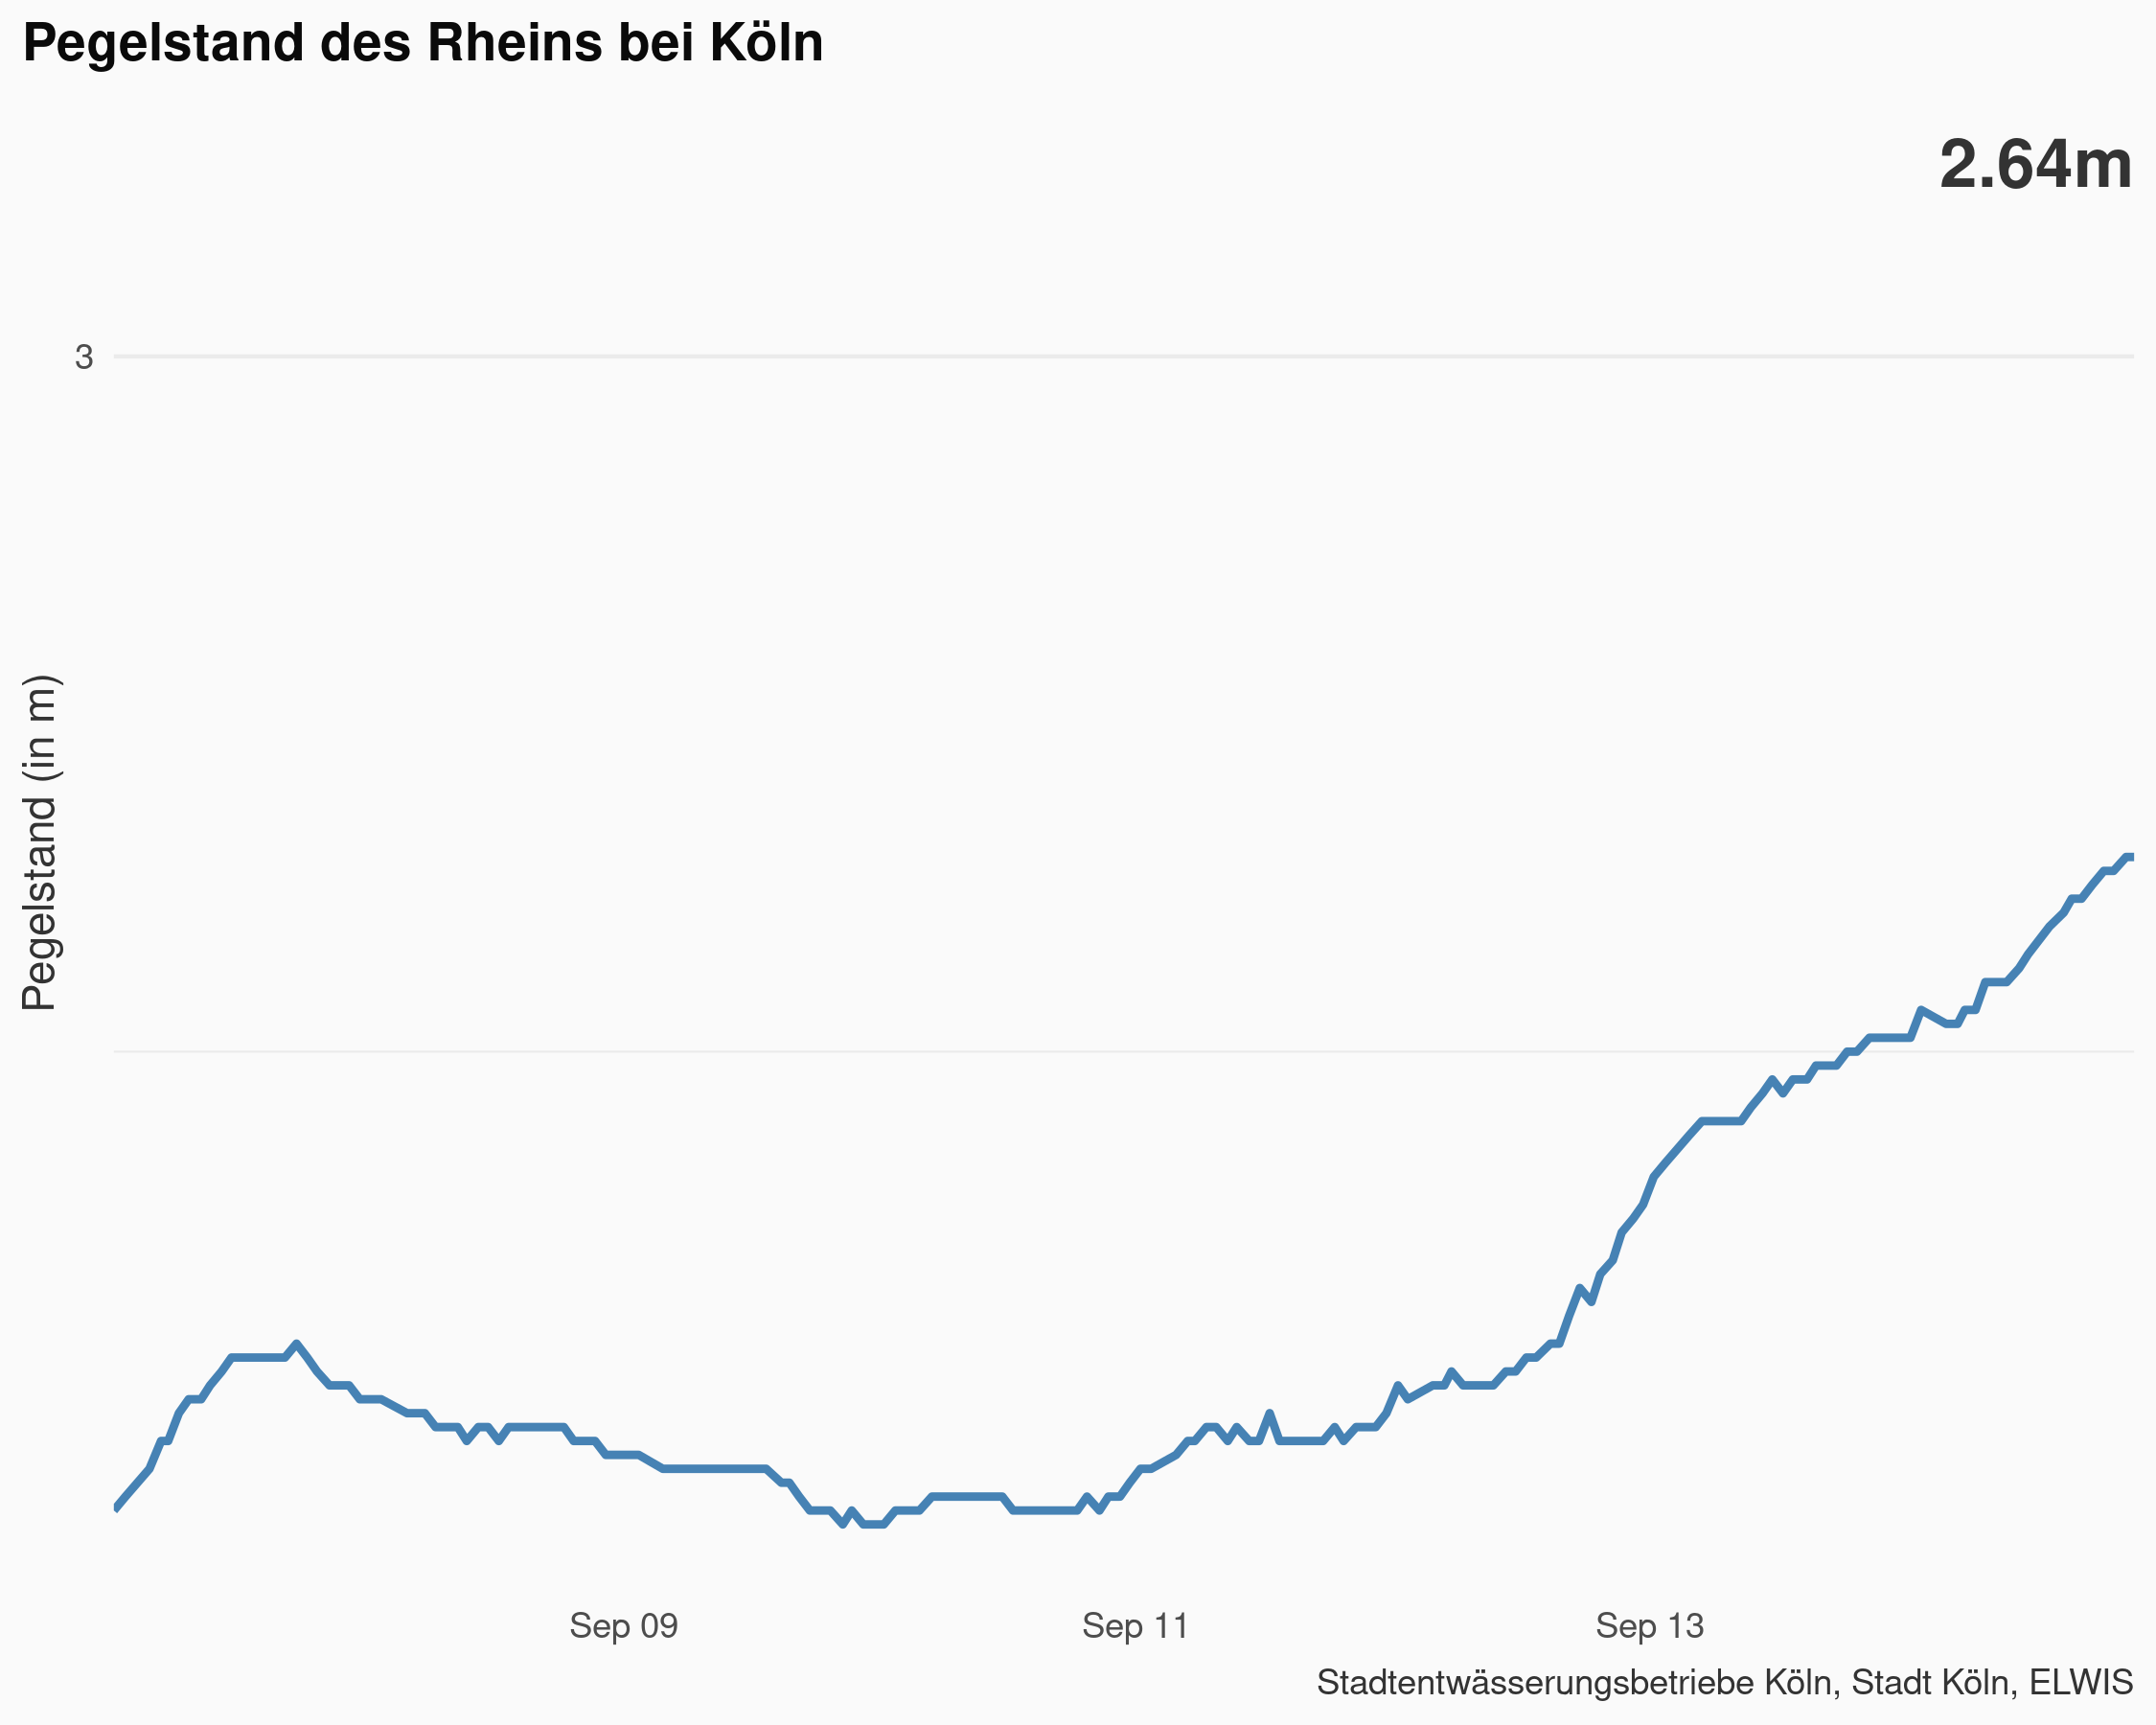 Pegelstand des Rheins bei Köln
2.64m
3
Pegelstand (in m)
Sep 09
Sep 11
Sep 13
Stadtentwässerungsbetriebe Köln, Stadt Köln, ELWIS